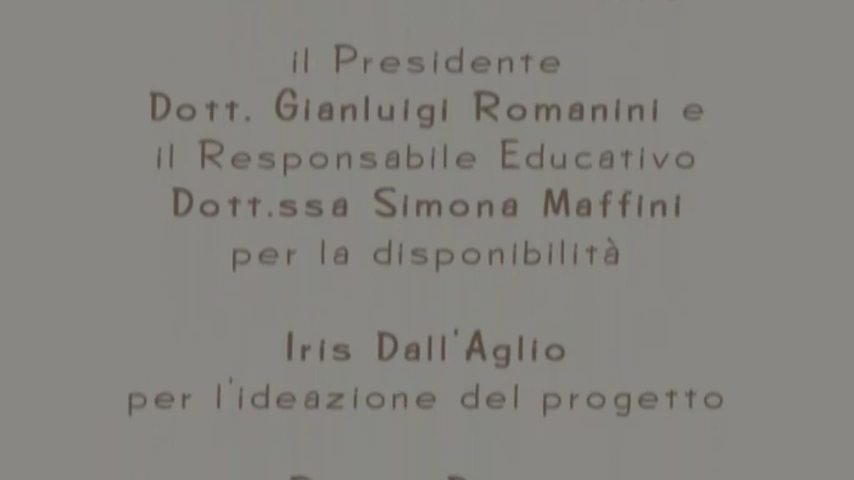 il Presidente
Dott. Gianluigi Romanini e
il Responsabile Educativo
Dott.ssa Simona Maffini
per la disponibilità
Iris Dall'Aglio
per l'ideazione del progetto